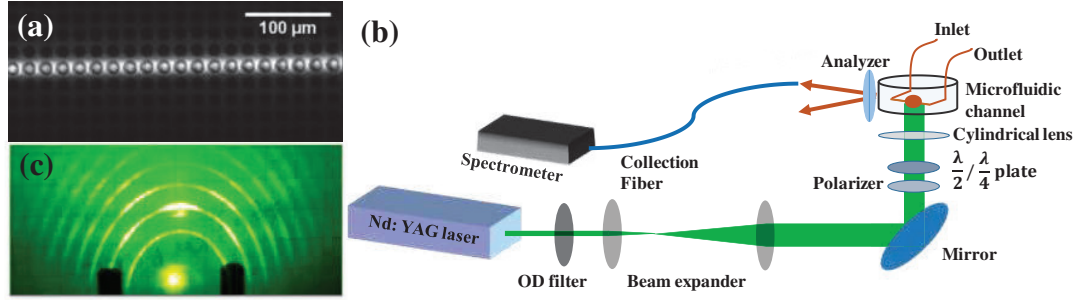 (a)
100 µm
(c)
(b)
Inlet
Outlet
Analyzer
Microfluidic
channel
Cylindrical lens
λ/2 / λ/4 plate
Polarizer
Spectrometer
Collection
Fiber
Nd: YAG laser
OD filter
Beam expander
Mirror